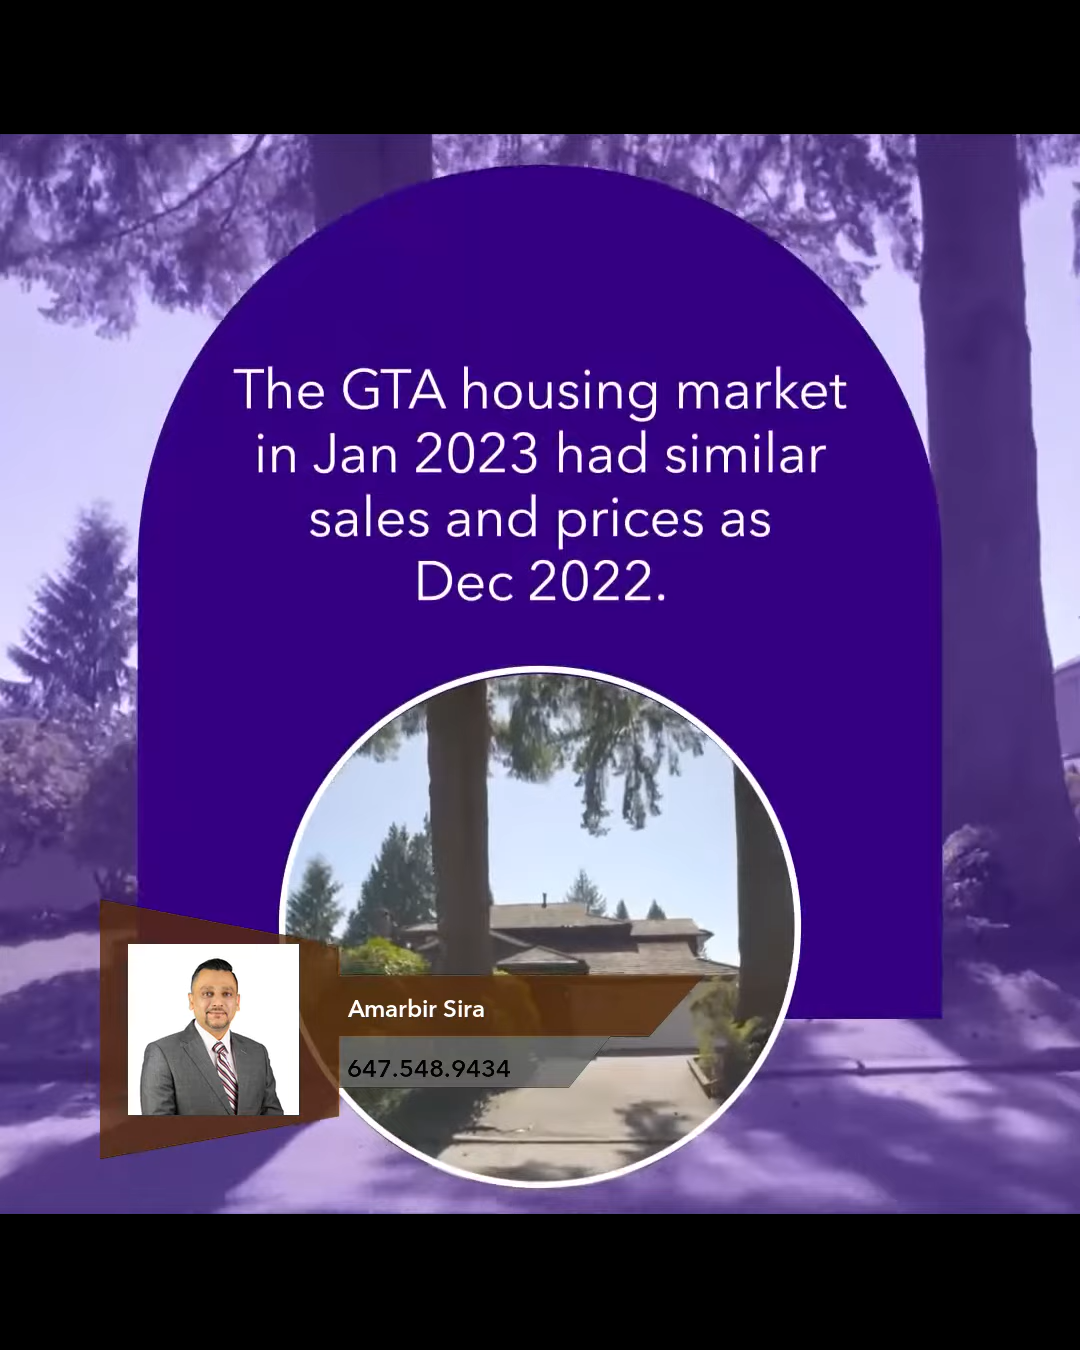 The GTA housing market
in Jan 2023 had similar
sales and prices as
Dec 2022.
Amarbir Sira
647.548.9434